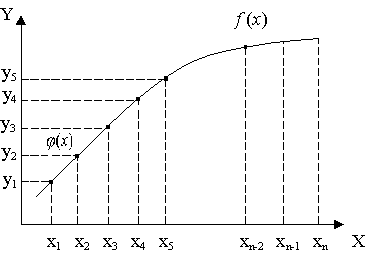 Y
f(x)
y5
y4
y3
φ(x)
y2
y1
x1 x2 x3 x4 x5 xn-2 xn-1 xn X